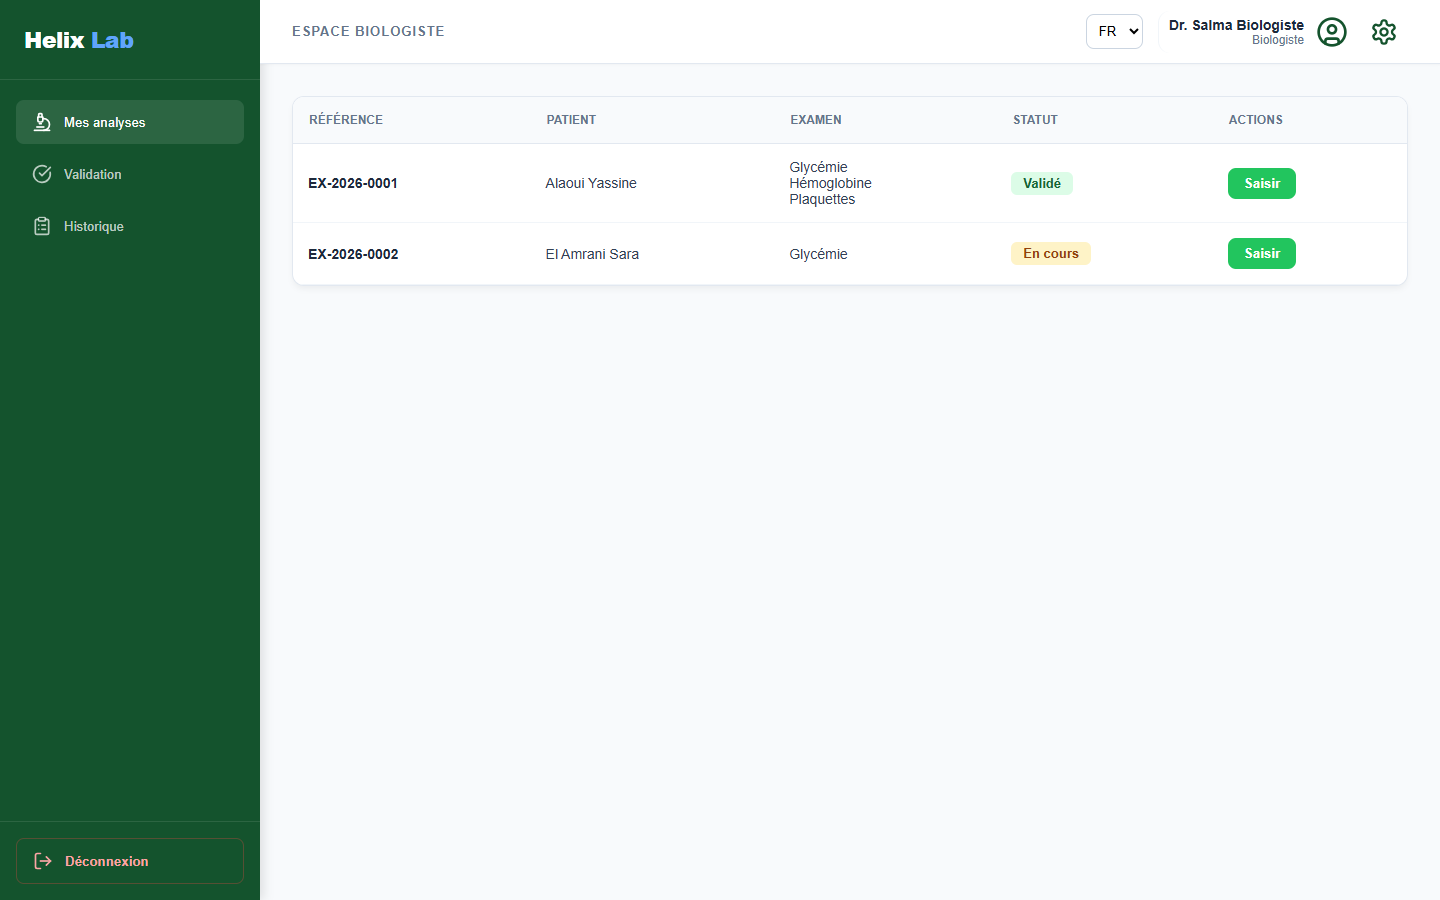 Helix Lab
Mes analyses
Validation
Historique
Déconnexion
ESPACE BIOLOGISTE
FR
Dr. Salma Biologiste
Biologiste
RÉFÉRENCE PATIENT EXAMEN STATUT ACTIONS
EX-2026-0001 Alaoui Yassine Glycémie
Hémoglobine
Plaquettes Validé Saisir
EX-2026-0002 El Amrani Sara Glycémie En cours Saisir